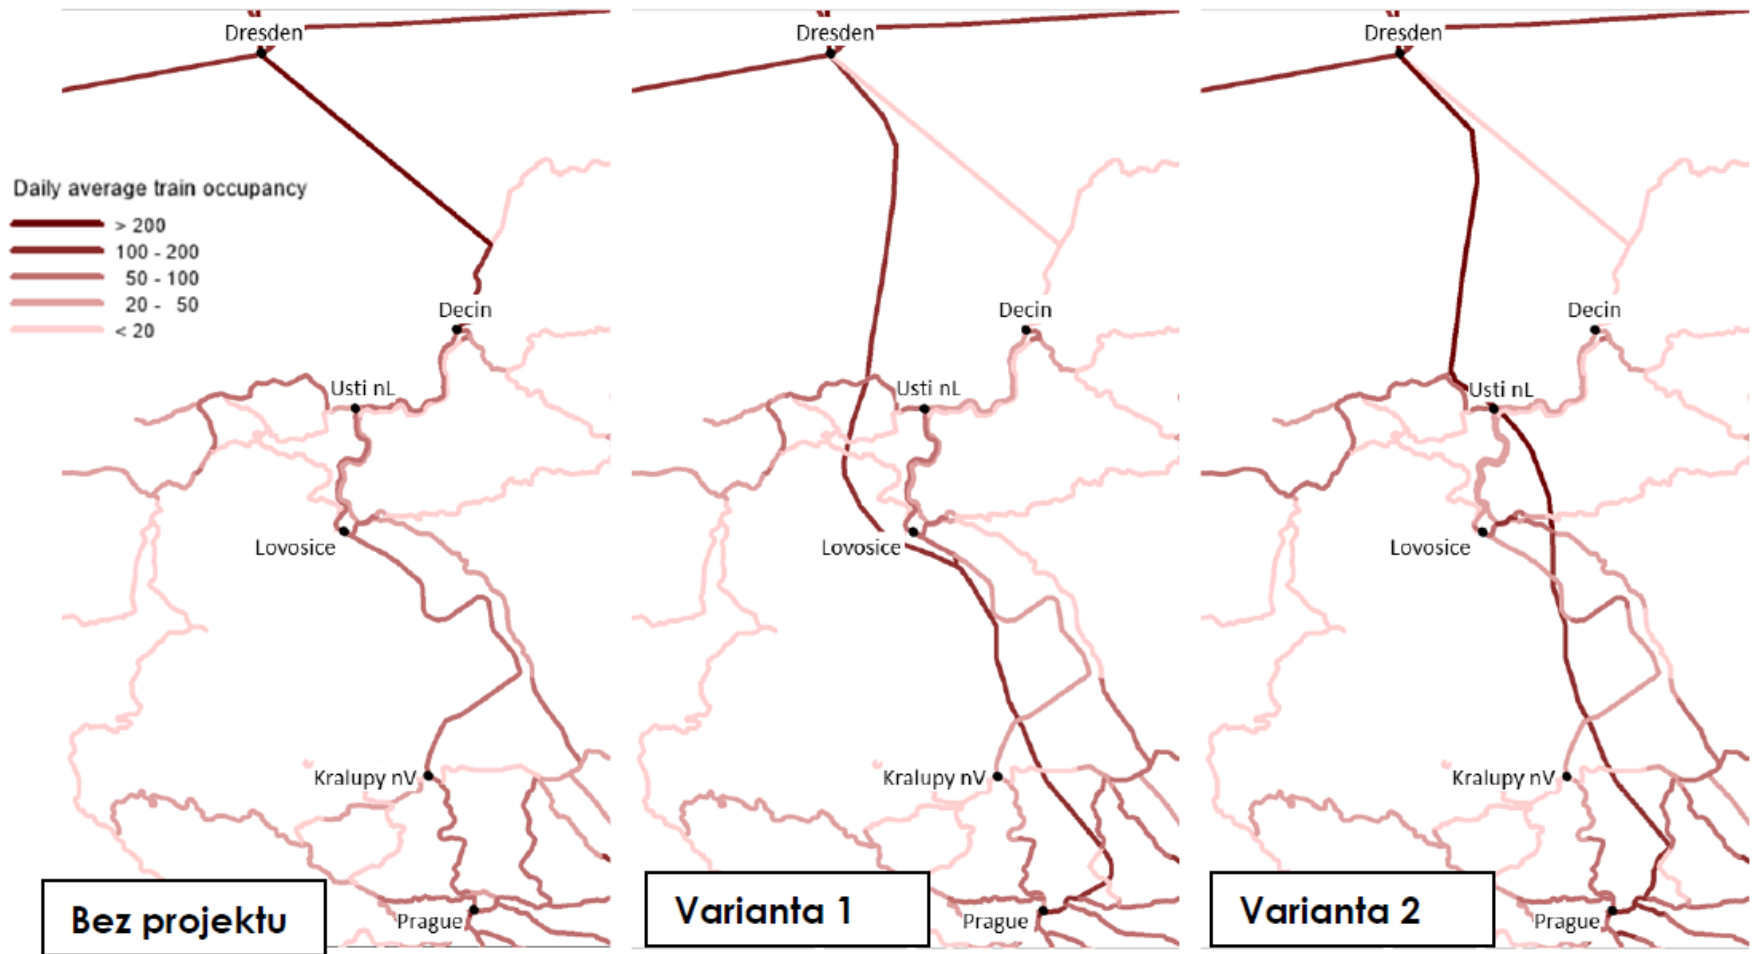 Dresden
Dresden
Dresden
Daily average train occupancy
> 200
100 - 200
50 - 100
20 - 50
< 20
Decin
Decin
Decin
Usti nL
Usti nL
Usti nL
Lovosice
Lovosice
Lovosice
Kralupy nV
Kralupy nV
Kralupy nV
Bez projektu
Prague
Varianta 1
Prague
Varianta 2
Prague